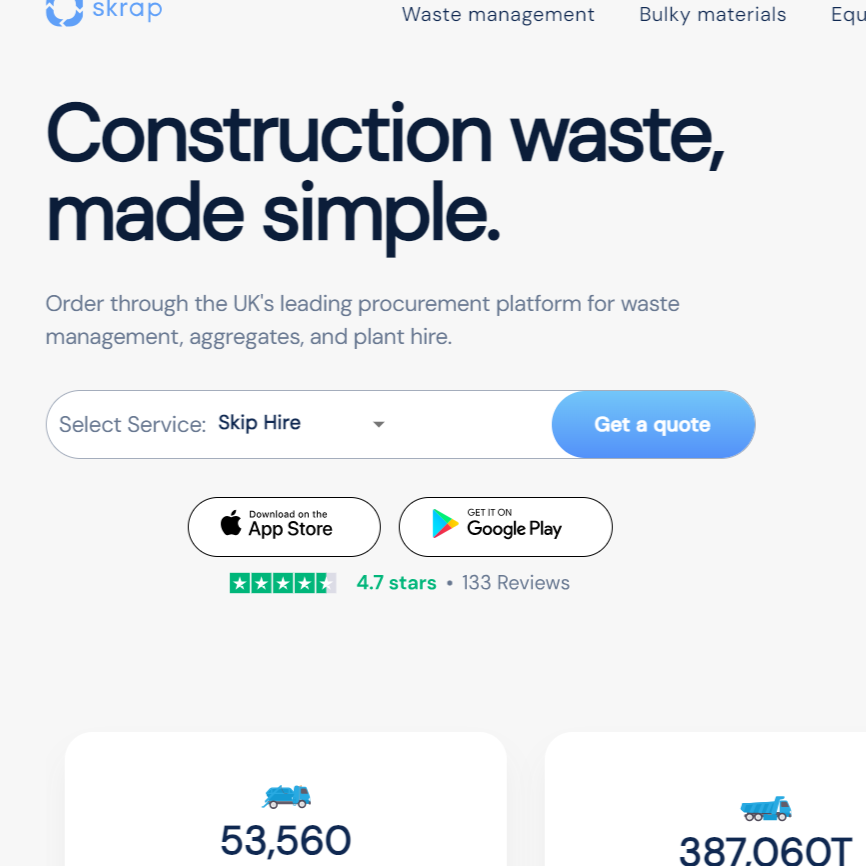 skrap
Waste management Bulky materials
Construction waste,
made simple.
Order through the UK's leading procurement platform for waste
management, aggregates, and plant hire.
Select Service: Skip Hire
Get a quote
Download on the
App Store
GET IT ON
Google Play
4.7 stars • 133 Reviews
53,560
387,060T